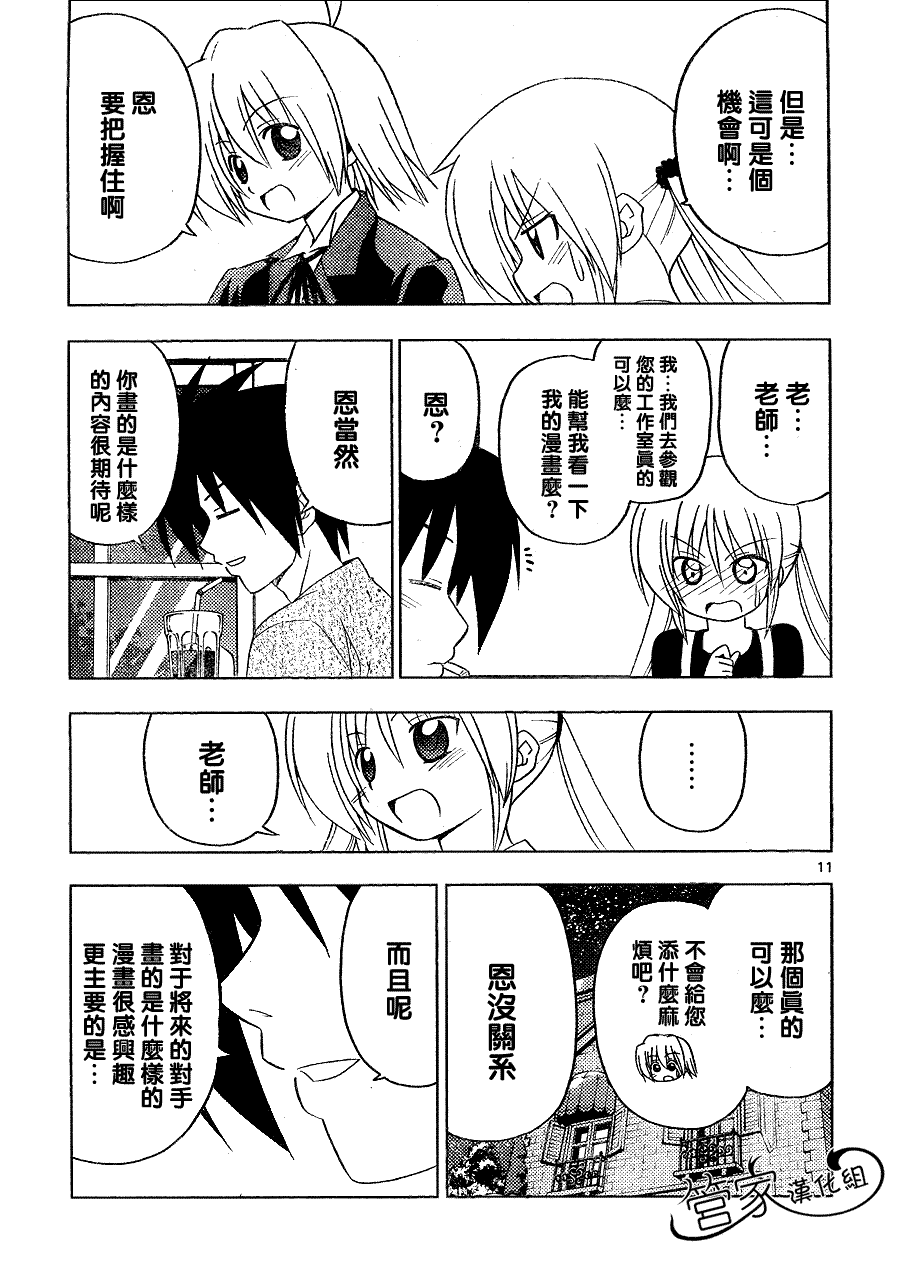 但是…
這可是個
機會啊…
恩
要把握住啊
老…
老師…
我…我們去參觀
您的工作室眞的
可以麼…
能幫我看一下
我的漫畫麼?
恩?
恩當然
你畫的是什麼樣
的內容很期待呢
……
老師…
11
那個眞的
可以麼…
不會給您
添什麼麻
煩吧?
恩沒關系
而且呢
對于將來的對手
畫的是什麼樣的
漫畫很感興趣
更主要的是…
管家漢化組